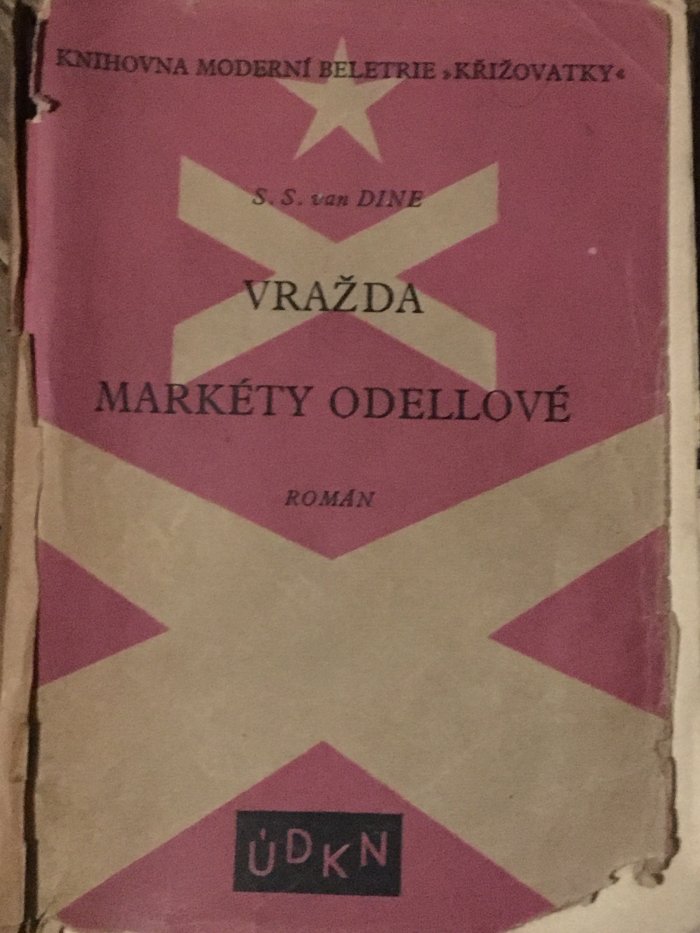 KNIHOVNA MODERNÍ BELETRIE »KŘIŽOVATKY«
S. S. van DINE
VRAŽDA
MARKÉTY ODELLOVÉ
ROMÁN
ÚDKN